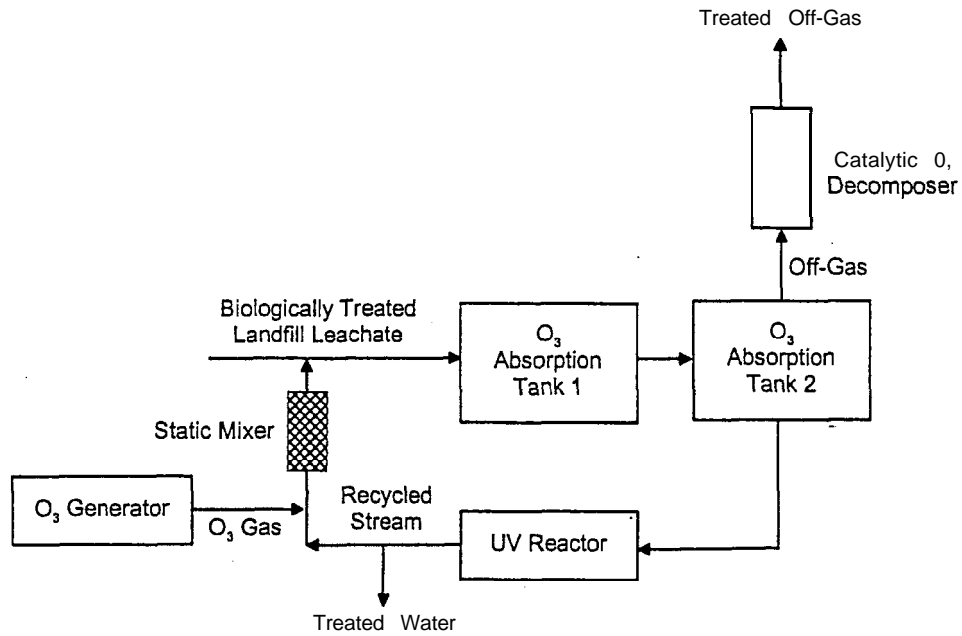 Treated Off-Gas
Catalytic 0,
Decomposer
Off-Gas
Biologically Treated
Landfill Leachate
O₃
Absorption
Tank 1
O₃
Absorption
Tank 2
Static Mixer
O₃ Generator
O₃ Gas
Recycled
Stream
UV Reactor
Treated Water